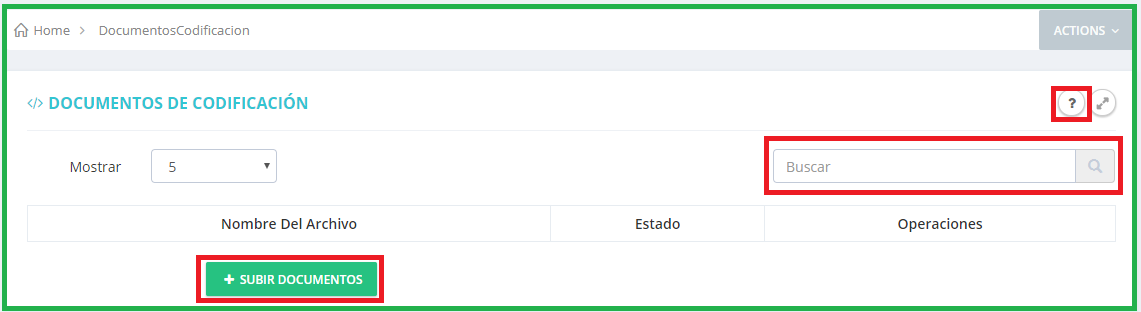 Home > DocumentosCodificacion
ACTIONS
</> DOCUMENTOS DE CODIFICACIÓN
?
Mostrar 5 Buscar
Nombre Del Archivo Estado Operaciones
+ SUBIR DOCUMENTOS